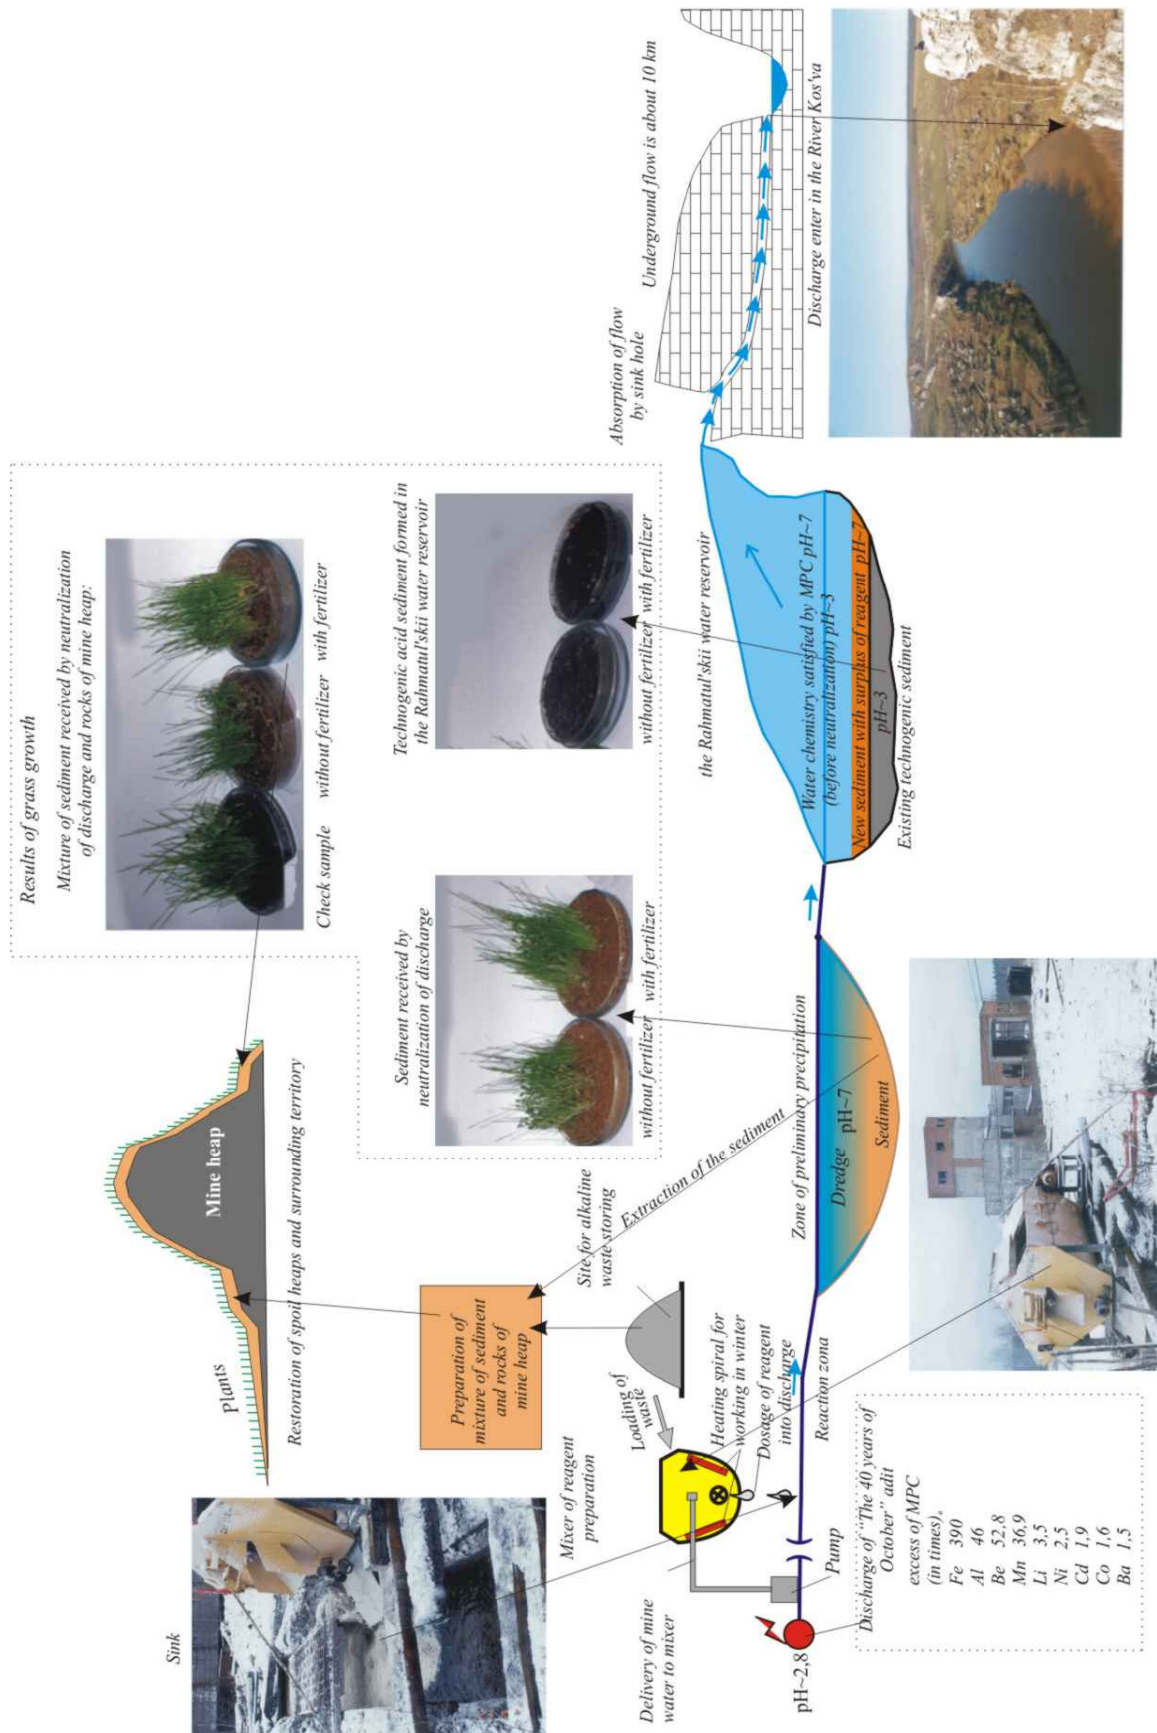 Sink
Mixer of reagent
preparation
Delivery of mine
water to mixer
pH~2,8
Pump
Discharge of "The 40 years of
October" adit
excess of MPC
(in times),
Fe 390
Al 46
Be 52,8
Mn 36,9
Li 3,5
Ni 2,5
Cd 1,9
Co 1,6
Ba 1,5
Plants
Mine heap
Restoration of spoil heaps and surrounding territory
Preparation of
mixture of sediment
and rocks of
mine heap
Loading of
waste
Site for alkaline
waste storing
Heating spiral for
working in winter
Dosage of reagent
into discharge
Reaction zona
Extraction of the sediment
Zone of preliminary precipitation
Dredge pH~7
Sediment
Results of grass growth
Mixture of sediment received by neutralization
of discharge and rocks of mine heap:
Check sample without fertilizer with fertilizer
Sediment received by
neutralization of discharge
without fertilizer with fertilizer
Technogenic acid sediment formed in
the Rahmatul'skii water reservoir
without fertilizer with fertilizer
the Rahmatul'skii water reservoir
Water chemistry satisfied by MPC pH~7
(before neutralization) pH~3
New sediment with surplus of reagent pH~7
pH~3
Existing technogenic sediment
Absorption of flow
by sink hole
Underground flow is about 10 km
Discharge enter in the River Kos'va